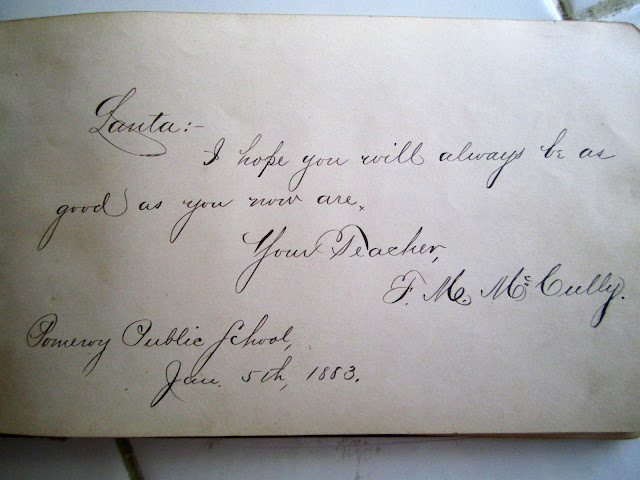 Lanta:-
I hope you will always be as
good as you now are.
Your Teacher,
F. M. McCully.
Pomeroy Public School,
Jan. 5th, 1883.